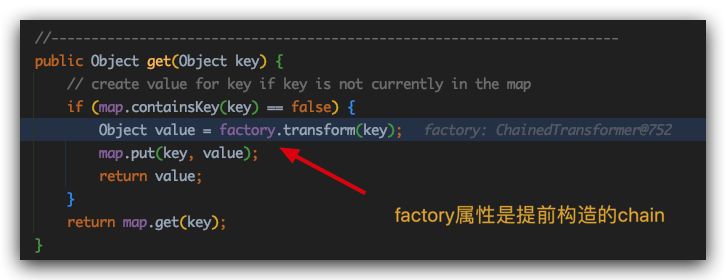 //----------------------------------------------------------------------
public Object get(Object key) {
// create value for key if key is not currently in the map
if (map.containsKey(key) == false) {
Object value = factory.transform(key);   factory: ChainedTransformer@752
map.put(key, value);
return value;
}
return map.get(key);
factory属性是提前构造的chain
}